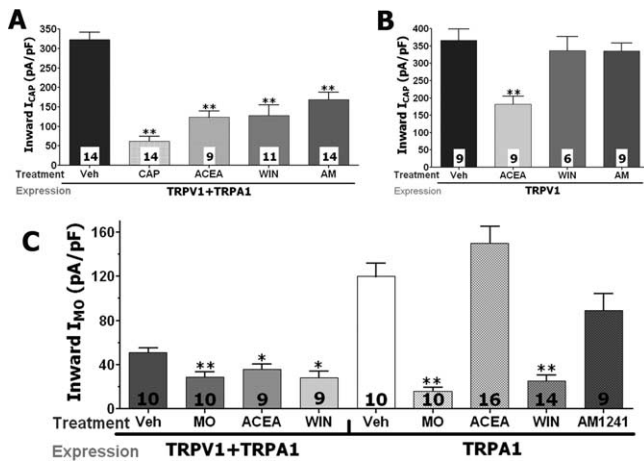 A
Inward I_CAP (pA/pF)
350
300
250
200
150
100
50
0
** ** ** **
14 14 9 11 14
Treatment Veh CAP ACEA WIN AM
Expression TRPV1+TRPA1
B
Inward I_CAP (pA/pF)
400
350
300
250
200
150
100
50
0
**
9 9 6 9
Veh ACEA WIN AM
TRPV1
C
Inward I_MO (pA/pF)
160
120
80
40
0
** * * ** **
10 10 9 9 10 10 16 14 9
Treatment Veh MO ACEA WIN Veh MO ACEA WIN AM1241
Expression TRPV1+TRPA1 TRPA1